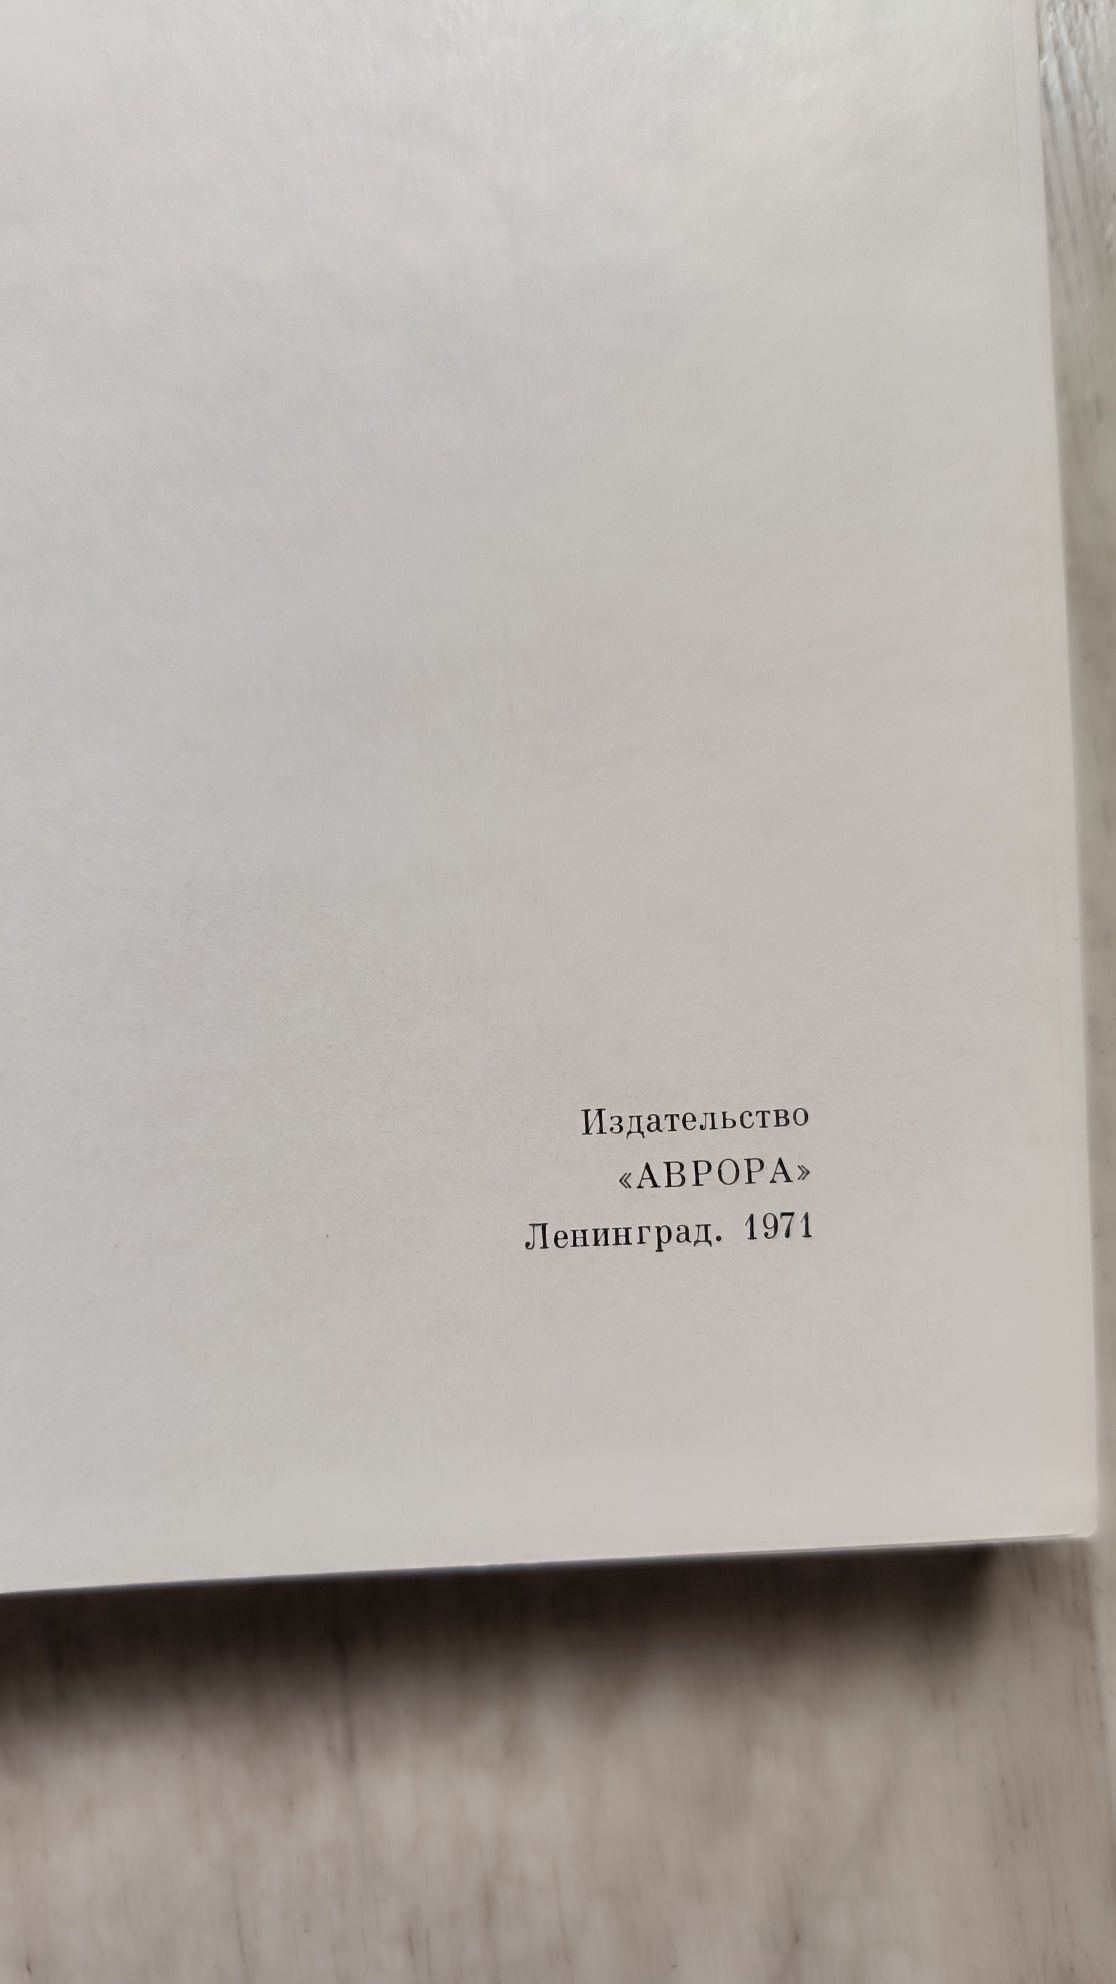 Издательство
«АВРОРА»
Ленинград. 1971